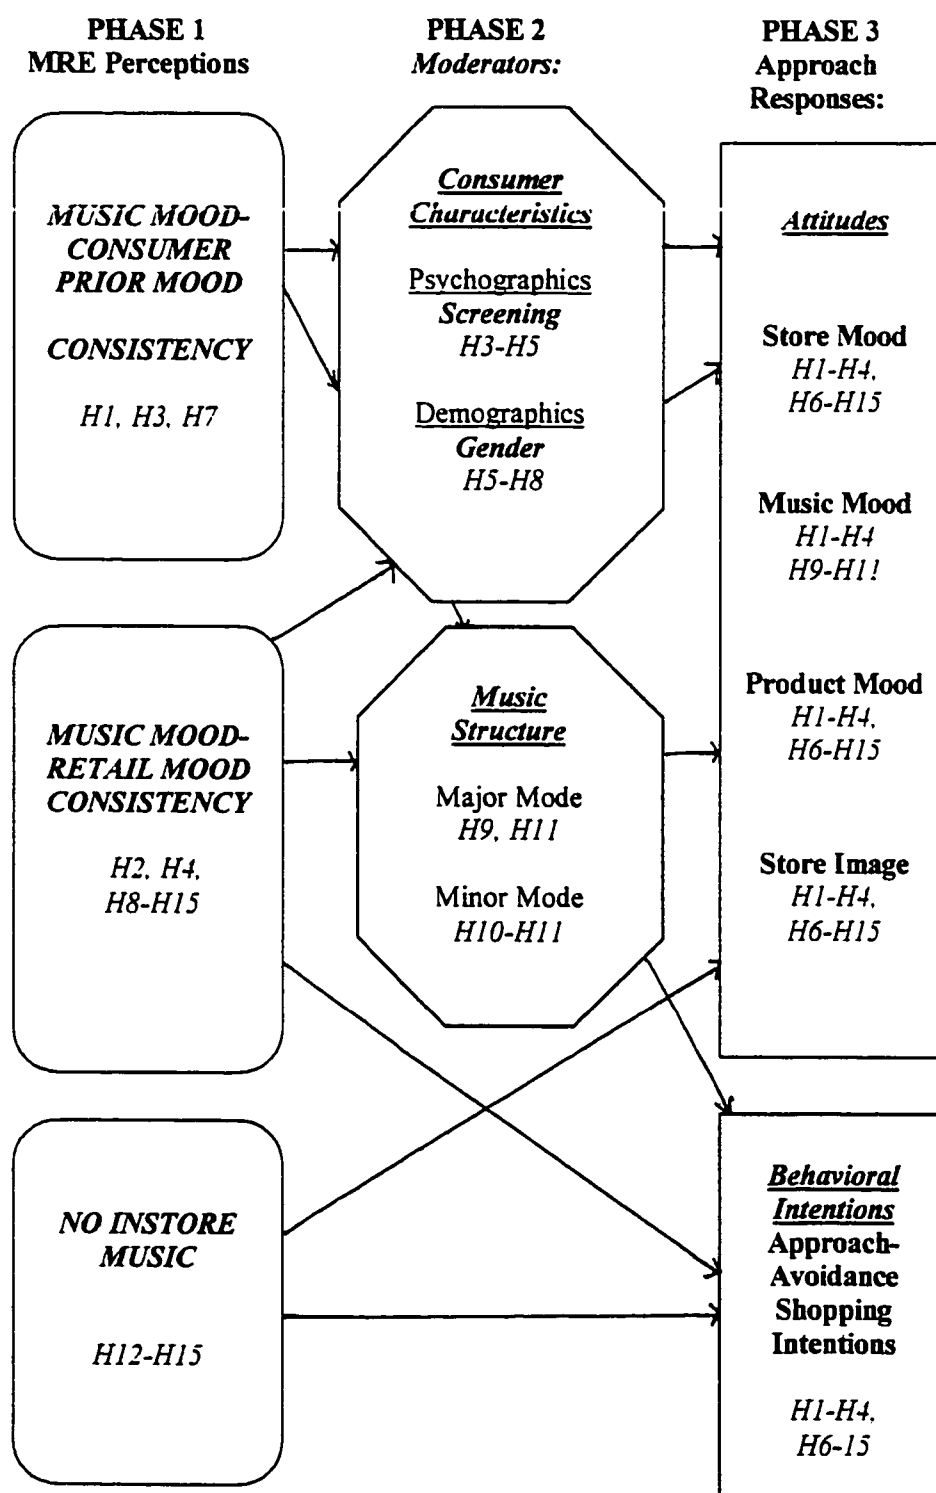 PHASE 1
MRE Perceptions
MUSIC MOOD-
CONSUMER
PRIOR MOOD
CONSISTENCY
H1, H3, H7
MUSIC MOOD-
RETAIL MOOD
CONSISTENCY
H2, H4,
H8-H15
NO INSTORE
MUSIC
H12-H15
PHASE 2
Moderators:
Consumer
Characteristics
Psychographics
Screening
H3-H5
Demographics
Gender
H5-H8
Music
Structure
Major Mode
H9, H11
Minor Mode
H10-H11
PHASE 3
Approach
Responses:
Attitudes
Store Mood
H1-H4,
H6-H15
Music Mood
H1-H4
H9-H11
Product Mood
H1-H4,
H6-H15
Store Image
H1-H4,
H6-H15
Behavioral
Intentions
Approach-
Avoidance
Shopping
Intentions
H1-H4,
H6-15